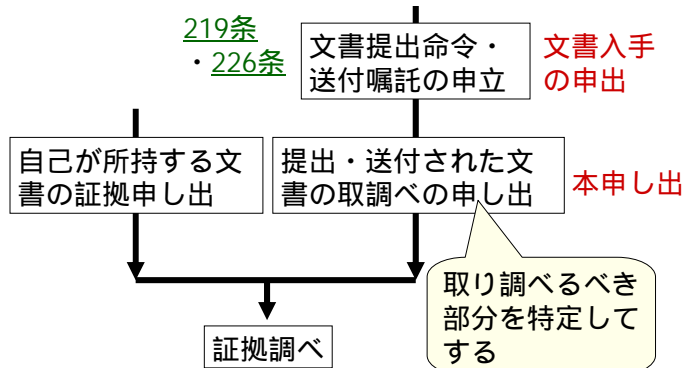 219条
・226条
文書提出命令・
送付嘱託の申立
文書入手
の申出
自己が所持する文
書の証拠申し出
提出・送付された文
書の取調べの申し出
本申し出
取り調べるべき
部分を特定して
する
証拠調べ